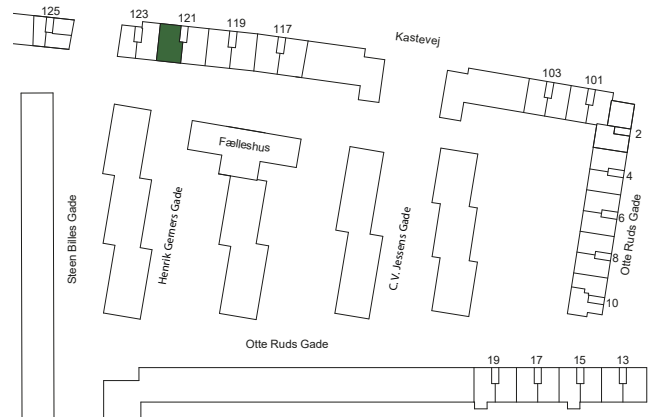 125
123
121
119
117
Kastevej
103
101
2
4
6
8
10
Fælleshus
Steen Billes Gade
Henrik Gerners Gade
C.V. Jessens Gade
Otte Ruds Gade
Otte Ruds Gade
19
17
15
13